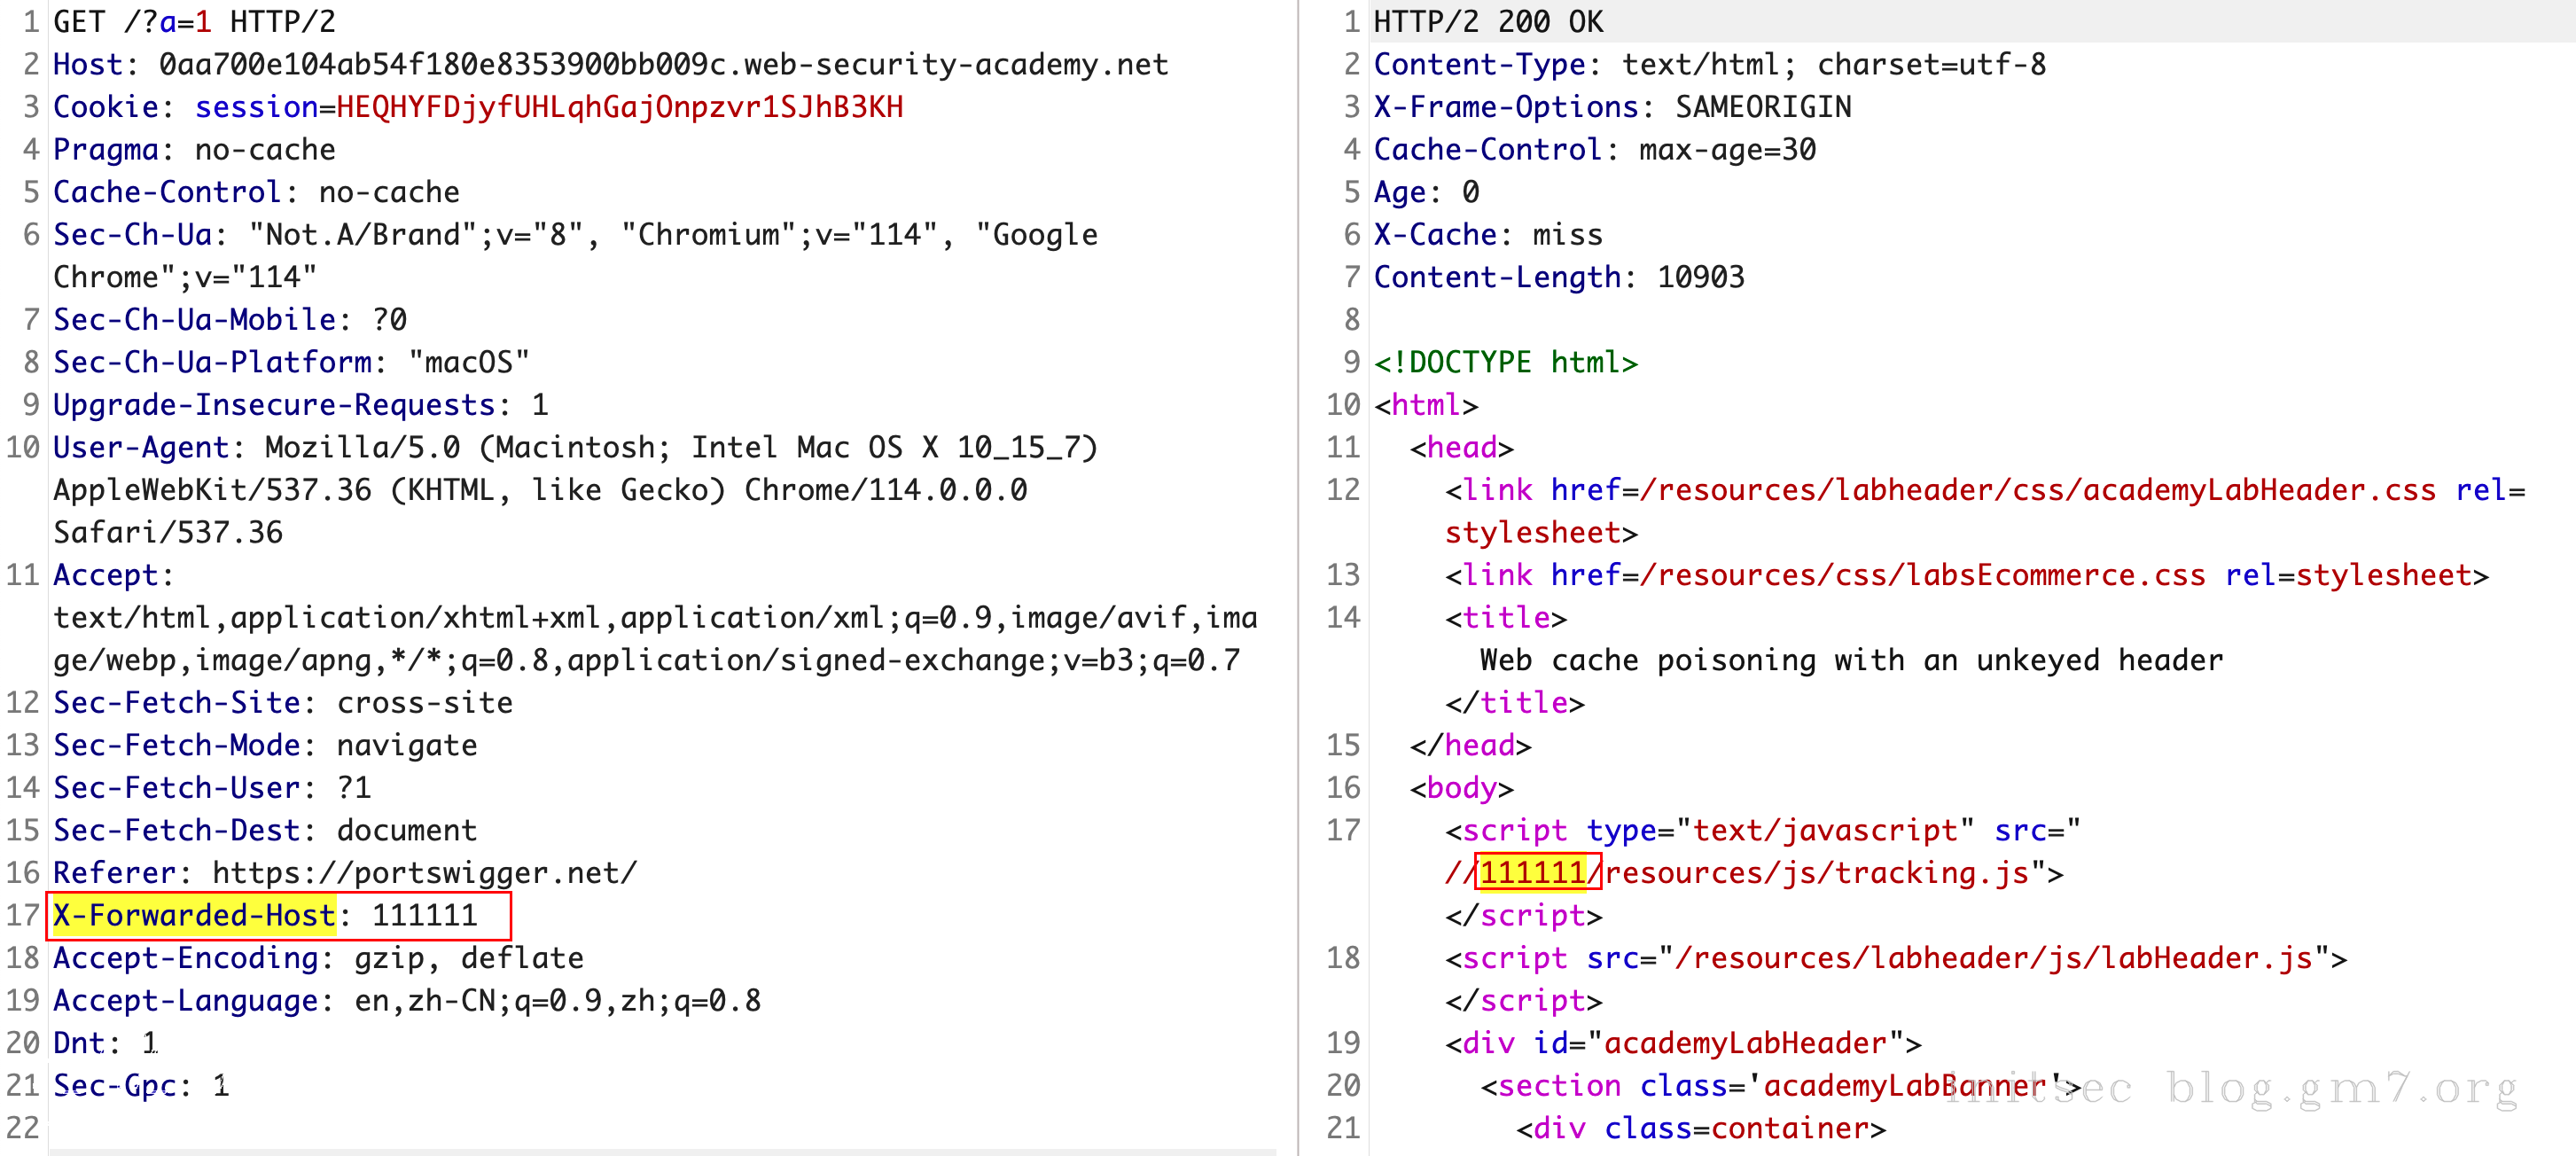 1 GET /?a=1 HTTP/2
2 Host: 0aa700e104ab54f180e8353900bb009c.web-security-academy.net
3 Cookie: session=HEQHYFDjyfUHLqhGajOnpzvr1SJhB3KH
4 Pragma: no-cache
5 Cache-Control: no-cache
6 Sec-Ch-Ua: "Not.A/Brand";v="8", "Chromium";v="114", "Google
Chrome";v="114"
7 Sec-Ch-Ua-Mobile: ?0
8 Sec-Ch-Ua-Platform: "macOS"
9 Upgrade-Insecure-Requests: 1
10 User-Agent: Mozilla/5.0 (Macintosh; Intel Mac OS X 10_15_7)
AppleWebKit/537.36 (KHTML, like Gecko) Chrome/114.0.0.0
Safari/537.36
11 Accept:
text/html,application/xhtml+xml,application/xml;q=0.9,image/avif,ima
ge/webp,image/apng,*/*;q=0.8,application/signed-exchange;v=b3;q=0.7
12 Sec-Fetch-Site: cross-site
13 Sec-Fetch-Mode: navigate
14 Sec-Fetch-User: ?1
15 Sec-Fetch-Dest: document
16 Referer: https://portswigger.net/
17 X-Forwarded-Host: 111111
18 Accept-Encoding: gzip, deflate
19 Accept-Language: en,zh-CN;q=0.9,zh;q=0.8
20 Dnt: 1
21 Sec-Gpc: 1
22
1 HTTP/2 200 OK
2 Content-Type: text/html; charset=utf-8
3 X-Frame-Options: SAMEORIGIN
4 Cache-Control: max-age=30
5 Age: 0
6 X-Cache: miss
7 Content-Length: 10903
8
9 <!DOCTYPE html>
10 <html>
11 <head>
12 <link href=/resources/labheader/css/academyLabHeader.css rel=
stylesheet>
13 <link href=/resources/css/labsEcommerce.css rel=stylesheet>
14 <title>
Web cache poisoning with an unkeyed header
</title>
15 </head>
16 <body>
17 <script type="text/javascript" src="
//111111/resources/js/tracking.js">
</script>
18 <script src="/resources/labheader/js/labHeader.js">
</script>
19 <div id="academyLabHeader">
20 <section class='academyLabBanner'>
21 <div class=container>
initsec blog.gm7.org